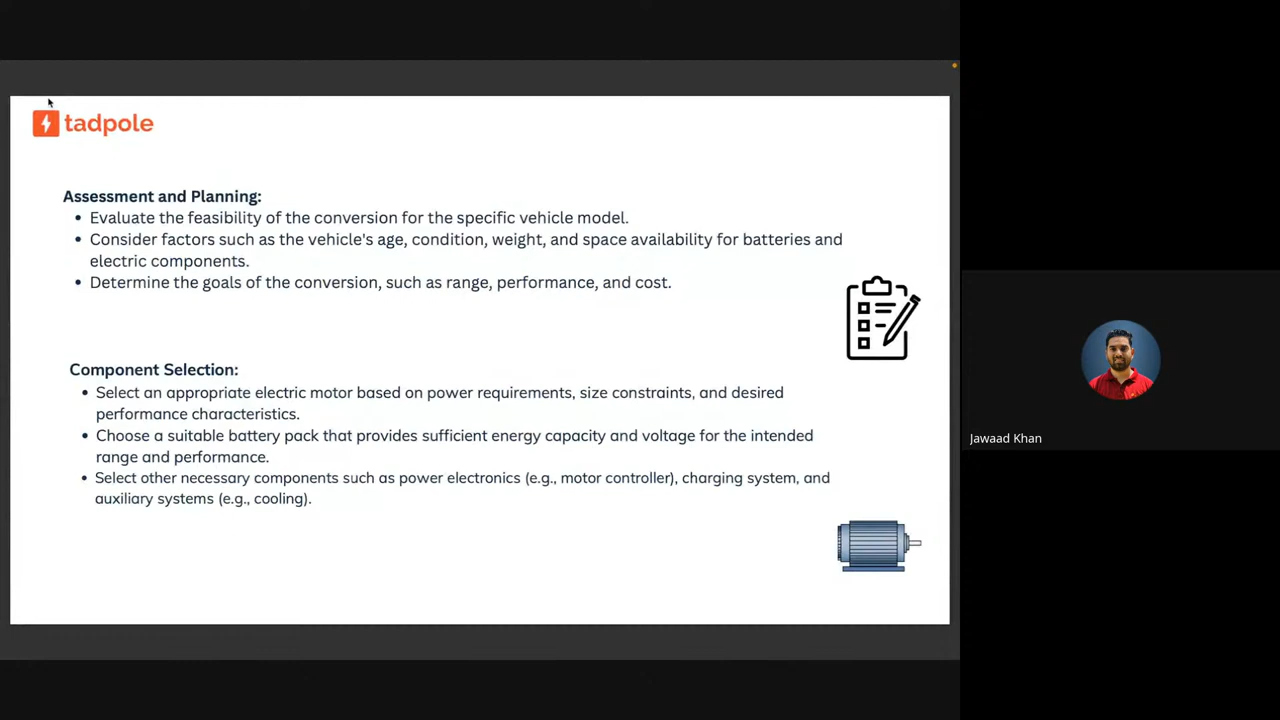 tadpole
Assessment and Planning:
• Evaluate the feasibility of the conversion for the specific vehicle model.
• Consider factors such as the vehicle's age, condition, weight, and space availability for batteries and
electric components.
• Determine the goals of the conversion, such as range, performance, and cost.
Component Selection:
• Select an appropriate electric motor based on power requirements, size constraints, and desired
performance characteristics.
• Choose a suitable battery pack that provides sufficient energy capacity and voltage for the intended
range and performance.
• Select other necessary components such as power electronics (e.g., motor controller), charging system, and
auxiliary systems (e.g., cooling).
Jawaad Khan